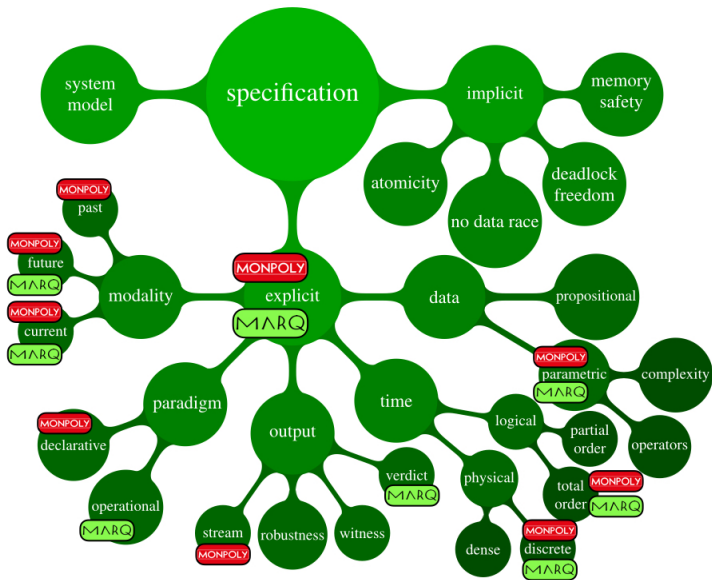 system
model
specification
implicit
memory
safety
atomicity
no data race
deadlock
freedom
MONPOLY
past
MONPOLY
future
MARQ
MONPOLY
current
MARQ
modality
MONPOLY
explicit
MARQ
data
propositional
MONPOLY
parametric
MARQ
complexity
operators
paradigm
MONPOLY
declarative
operational
MARQ
output
stream
MONPOLY
robustness
witness
verdict
MARQ
time
logical
partial
order
total
order
MONPOLY
MARQ
physical
dense
MONPOLY
discrete
MARQ